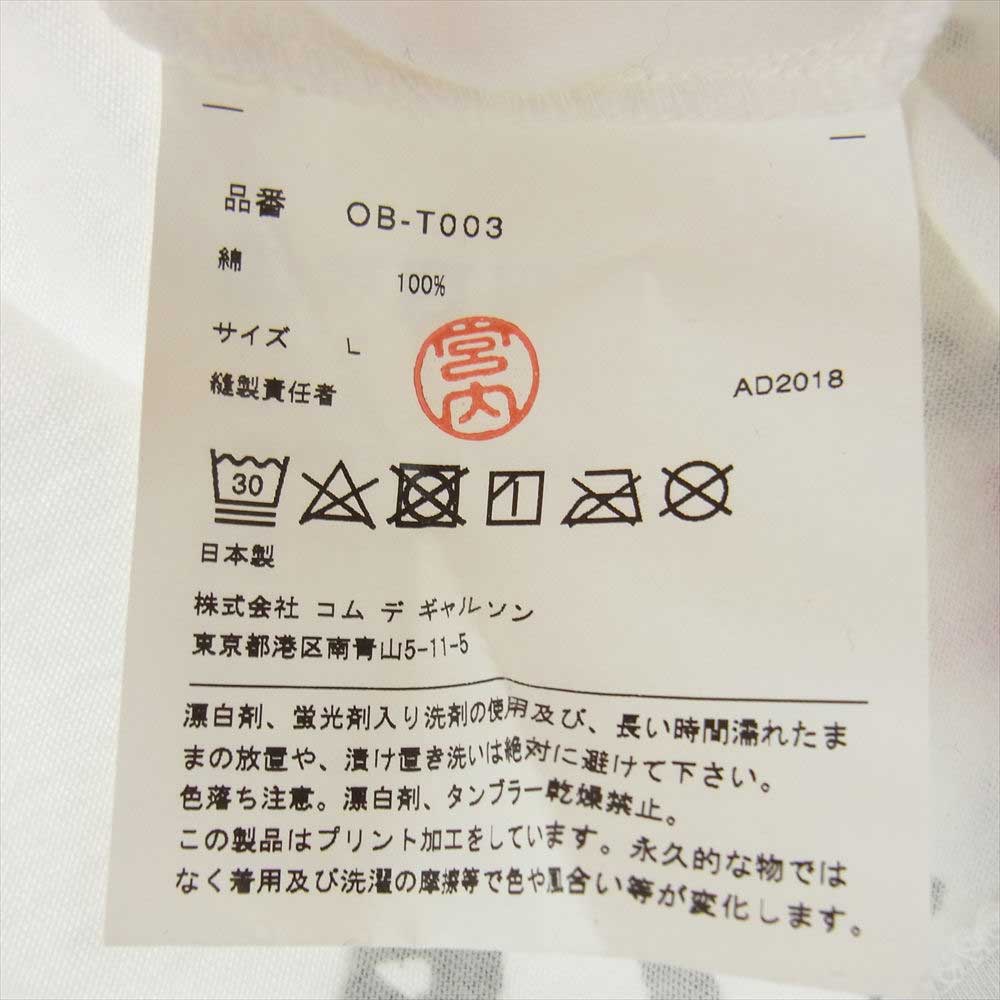 品番 OB-T003
綿 100%
サイズ L
縫製責任者 宮内
AD2018
30
日本製
株式会社 コム デ ギャルソン
東京都港区南青山5-11-5
漂白剤、蛍光剤入り洗剤の使用及び、長い時間濡れたま
まの放置や、漬け置き洗いは絶対に避けて下さい。
色落ち注意。漂白剤、タンブラー乾燥禁止。
この製品はプリント加工をしています。永久的な物では
なく着用及び洗濯の摩擦等で色や風合い等が変化します。